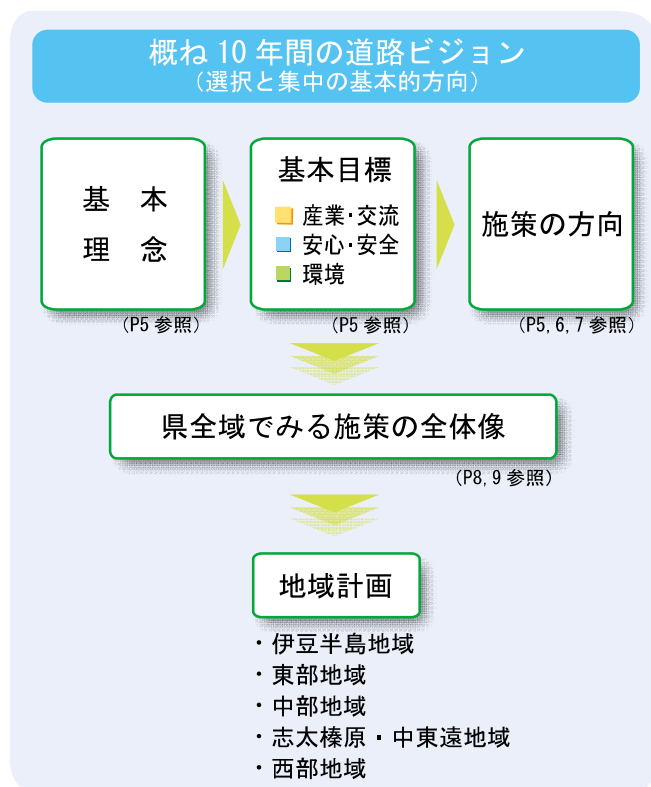 概ね10年間の道路ビジョン
（選択と集中の基本的方向）
基　本
理　念
（P5 参照）
基本目標
産業・交流
安心・安全
環境
（P5 参照）
施策の方向
（P5, 6, 7 参照）
県全域でみる施策の全体像
（P8, 9 参照）
地域計画
・伊豆半島地域
・東部地域
・中部地域
・志太榛原・中東遠地域
・西部地域